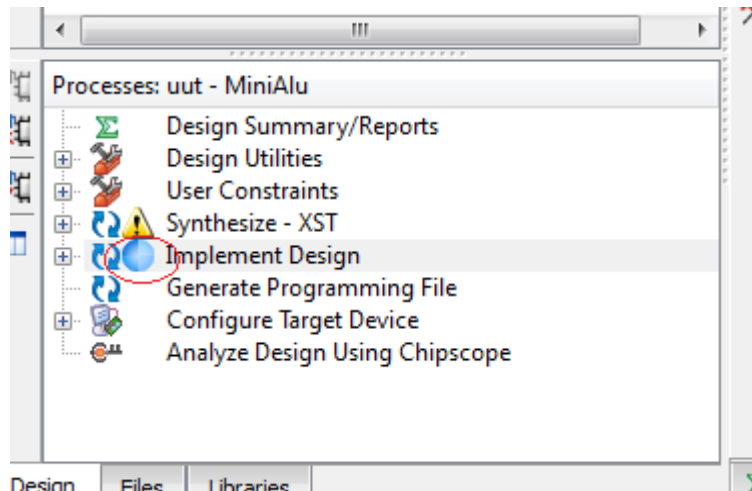 Processes: uut - MiniAlu
Design Summary/Reports
Design Utilities
User Constraints
Synthesize - XST
Implement Design
Generate Programming File
Configure Target Device
Analyze Design Using Chipscope
Design Files Libraries